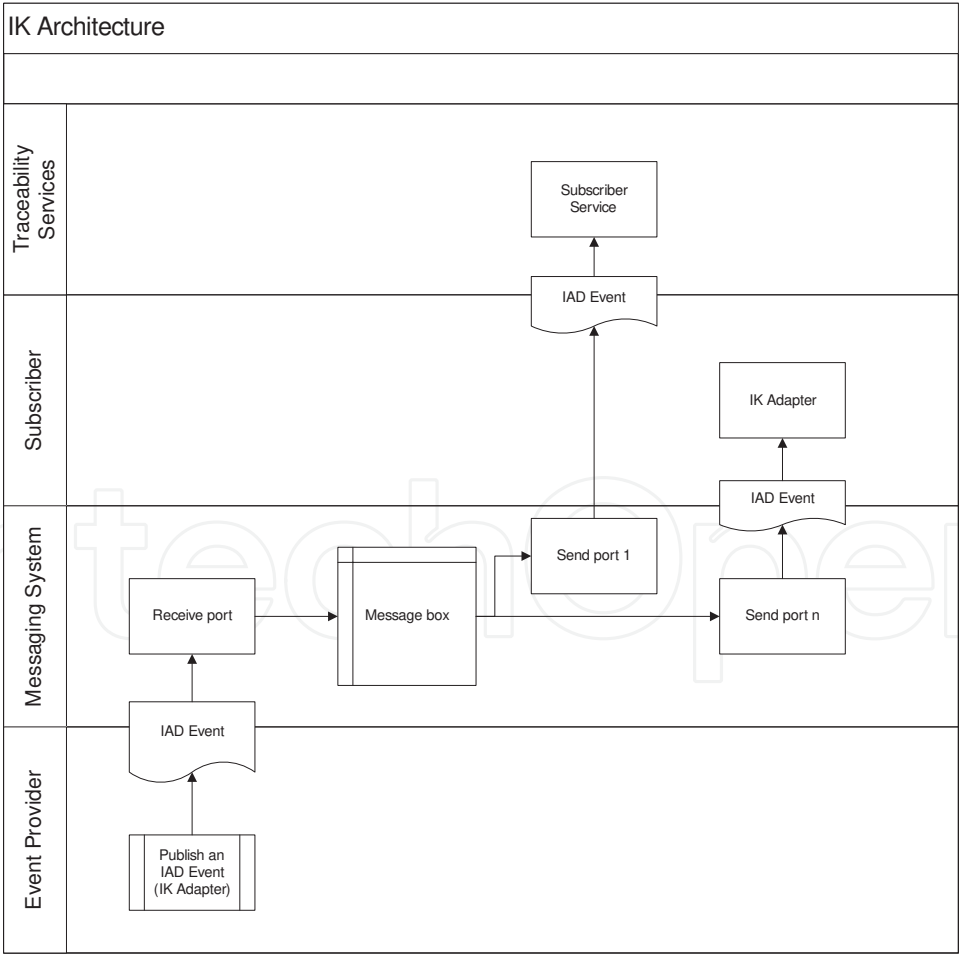 IK Architecture
Traceability
Services
Subscriber
Service
IAD Event
Subscriber
IK Adapter
IAD Event
Messaging System
Send port 1
Receive port
Message box
Send port n
IAD Event
Event Provider
Publish an
IAD Event
(IK Adapter)
techOpe